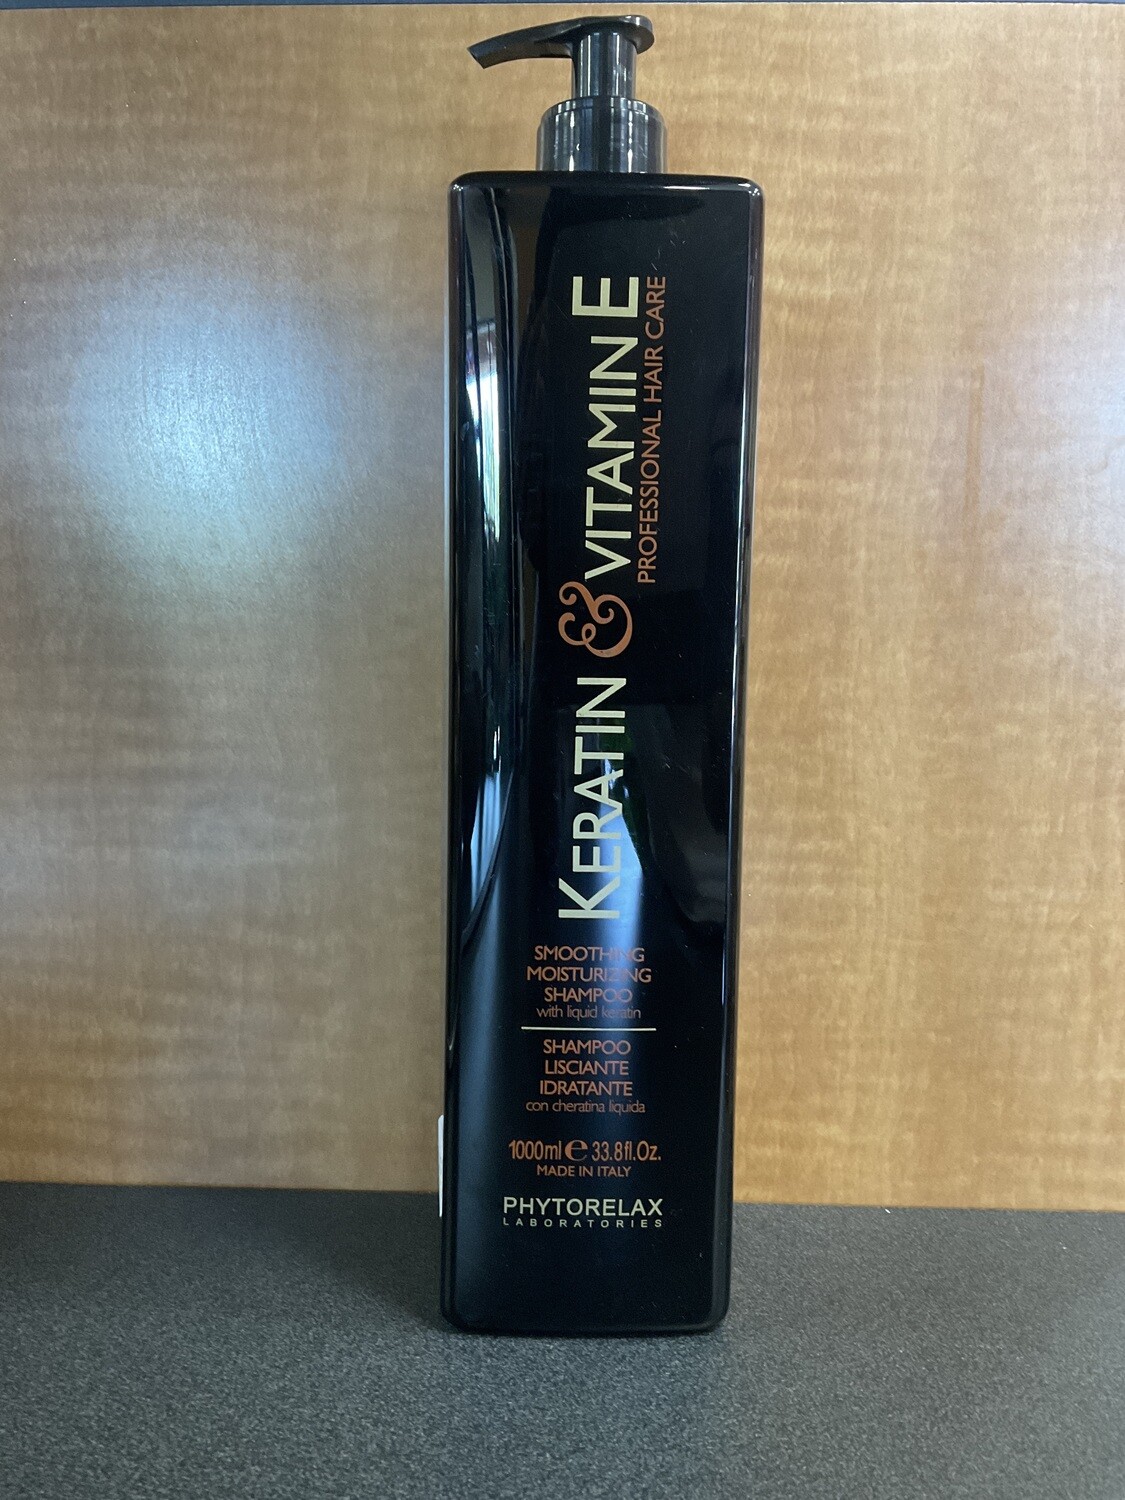 KERATIN & VITAMIN E
PROFESSIONAL HAIR CARE
SMOOTHING
MOISTURIZING
SHAMPOO
with liquid keratin
SHAMPOO
LISCIANTE
IDRATANTE
con cheratina liquida
1000ml ℮ 33.8fl.Oz.
MADE IN ITALY
PHYTORELAX
LABORATORIES